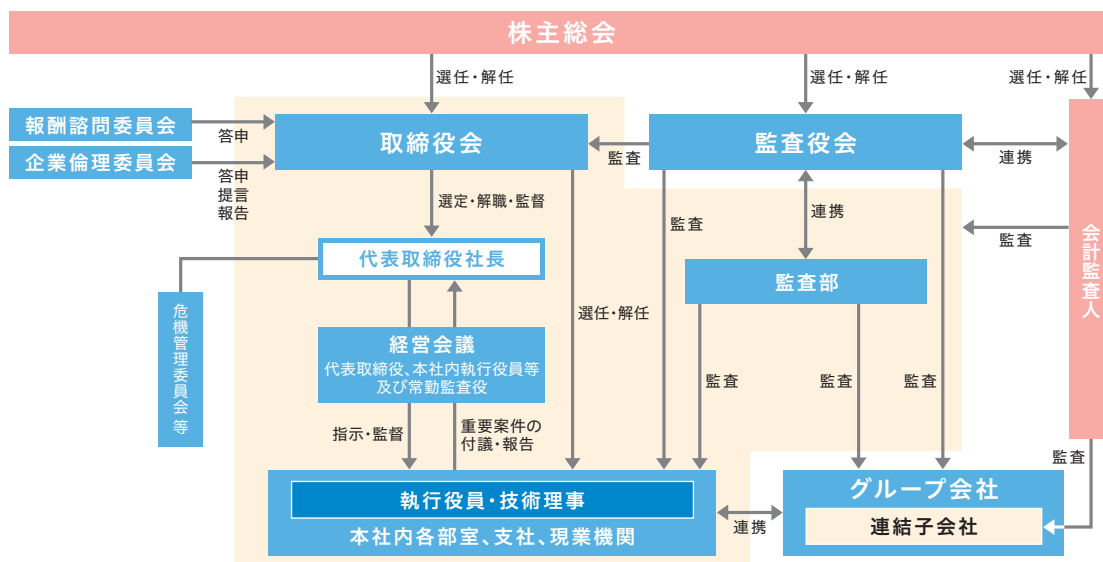 株主総会
選任・解任
選任・解任
選任・解任
報酬諮問委員会
答申
企業倫理委員会
答申
提言
報告
取締役会
監査
監査役会
連携
選定・解職・監督
連携
監査
監査
会計監査人
代表取締役社長
監査部
危機管理委員会 等
選任・解任
経営会議
代表取締役、本社内執行役員等
及び常勤監査役
監査
監査
監査
指示・監督
重要案件の
付議・報告
監査
執行役員・技術理事
本社内各部室、支社、現業機関
連携
グループ会社
連結子会社